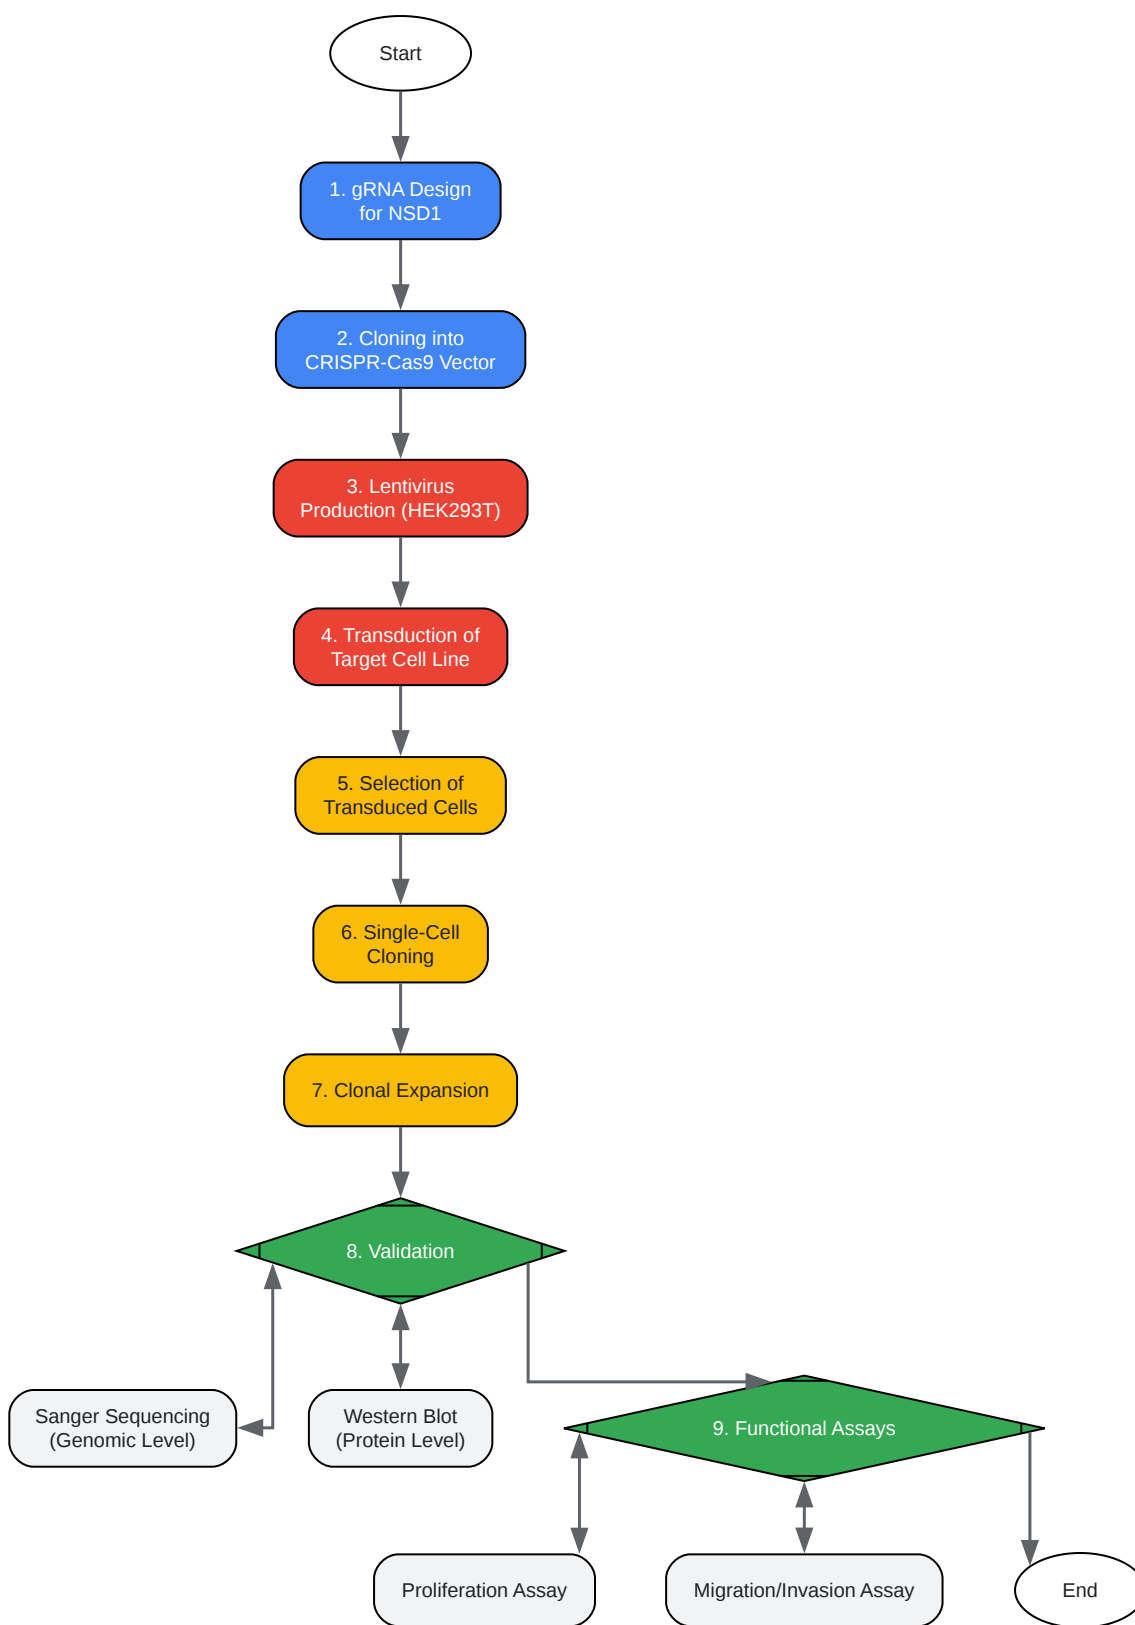 Start
1. gRNA Design
for NSD1
2. Cloning into
CRISPR-Cas9 Vector
3. Lentivirus
Production (HEK293T)
4. Transduction of
Target Cell Line
5. Selection of
Transduced Cells
6. Single-Cell
Cloning
7. Clonal Expansion
8. Validation
Sanger Sequencing
(Genomic Level)
Western Blot
(Protein Level)
9. Functional Assays
Proliferation Assay
Migration/Invasion Assay
End